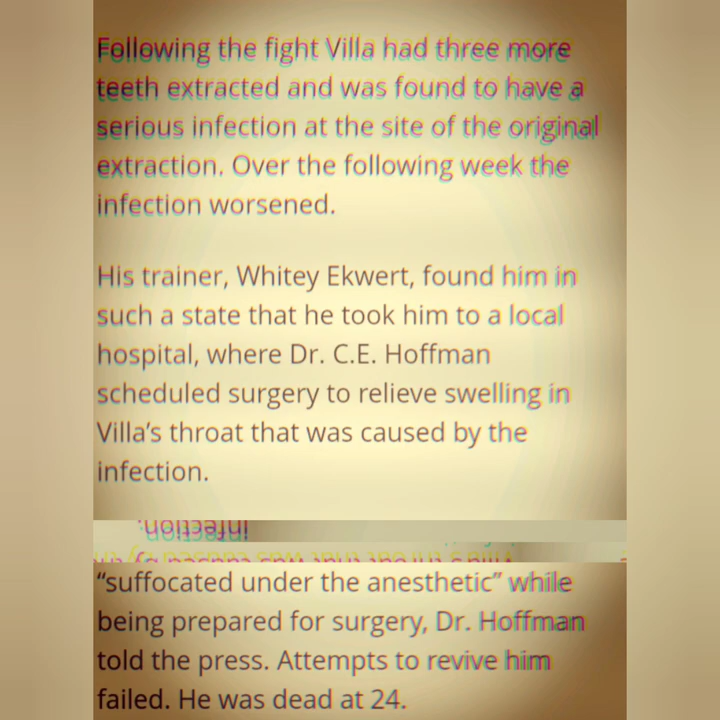 Following the fight Villa had three more
teeth extracted and was found to have a
serious infection at the site of the original
extraction. Over the following week the
infection worsened.
His trainer, Whitey Ekwert, found him in
such a state that he took him to a local
hospital, where Dr. C.E. Hoffman
scheduled surgery to relieve swelling in
Villa’s throat that was caused by the
infection.
infection.
“suffocated under the anesthetic” while
being prepared for surgery, Dr. Hoffman
told the press. Attempts to revive him
failed. He was dead at 24.